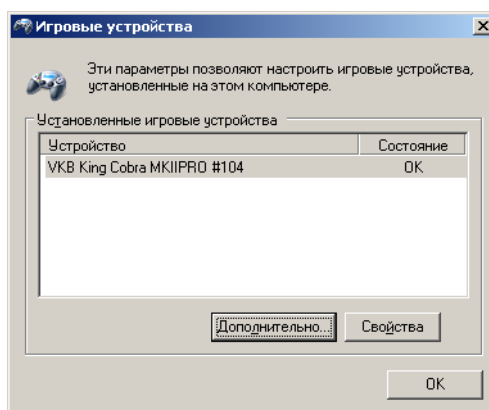 Игровые устройства
Эти параметры позволяют настроить игровые устройства,
установленные на этом компьютере.
Установленные игровые устройства
Устройство Состояние
VKB King Cobra MKIIPRO #104 OK
Дополнительно... Свойства
OK